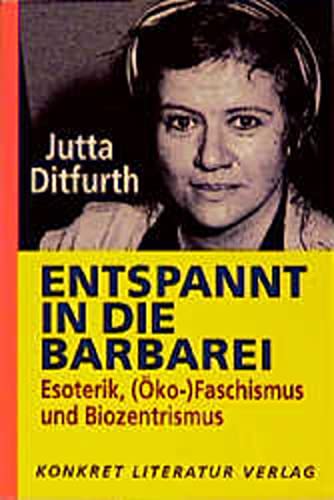 Jutta
Ditfurth
ENTSPANNT
IN DIE
BARBAREI
Esoterik, (Öko-)Faschismus
und Biozentrismus
KONKRET LITERATUR VERLAG